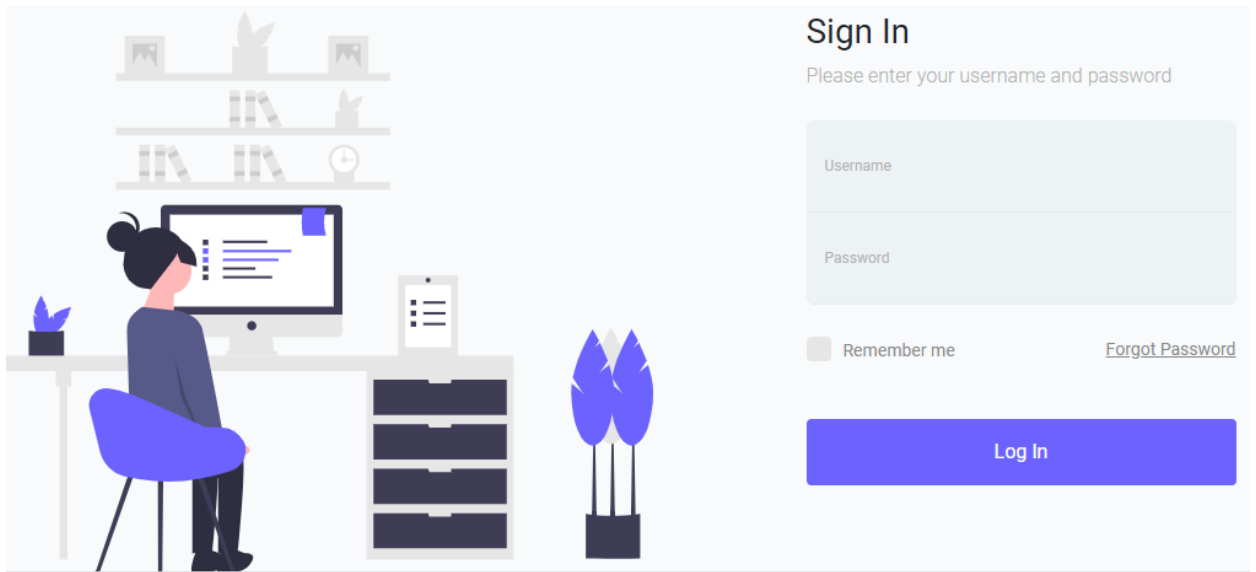 Sign In
Please enter your username and password
Username
Password
Remember me
Forgot Password
Log In